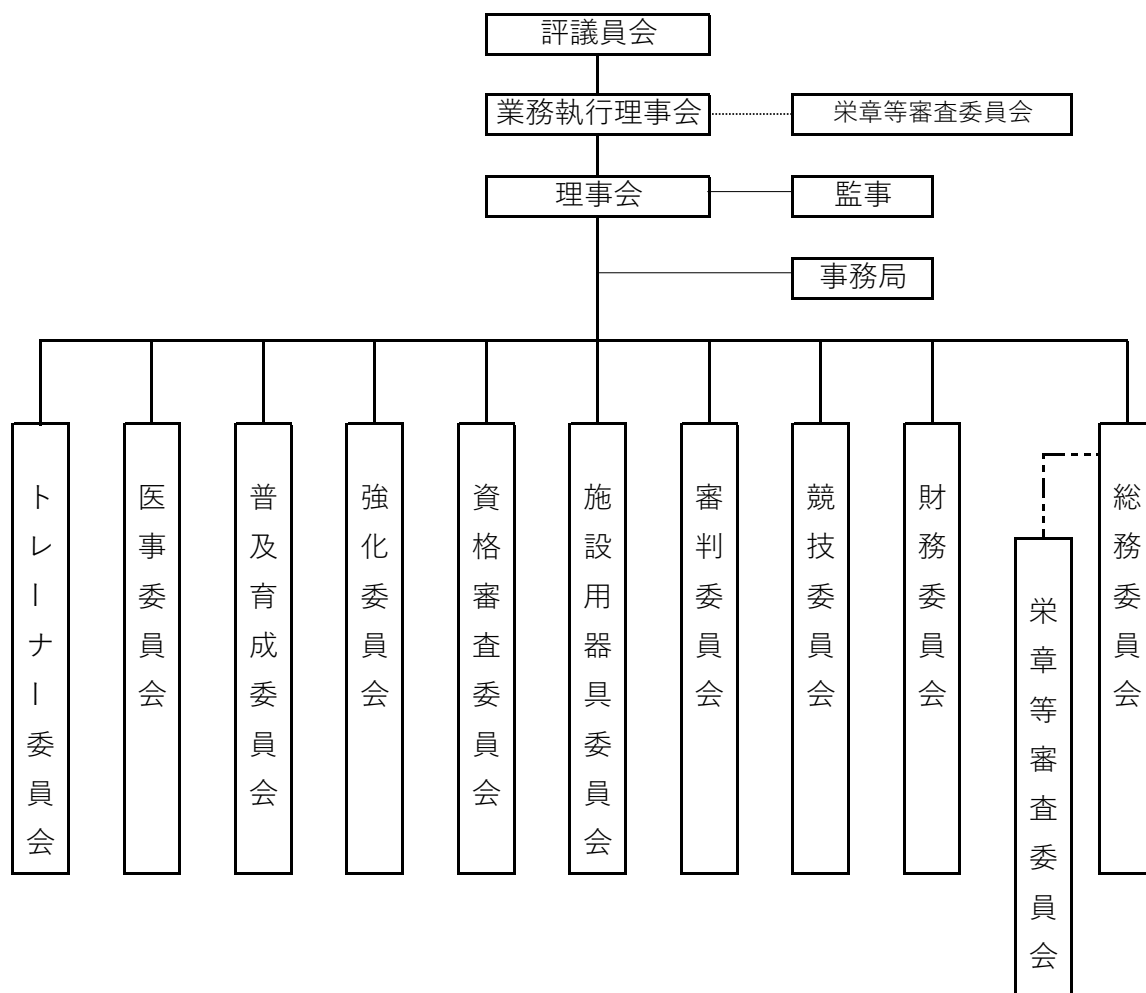 評議員会
業務執行理事会
栄章等審査委員会
理事会
監事
事務局
トレーナー委員会
医事委員会
普及育成委員会
強化委員会
資格審査委員会
施設用器具委員会
審判委員会
競技委員会
財務委員会
栄章等審査委員会
総務委員会